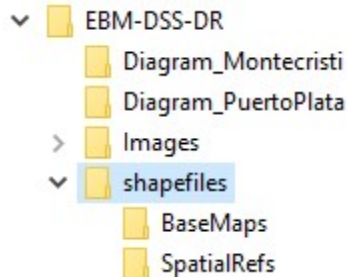 EBM-DSS-DR
Diagram_Montecristi
Diagram_PuertoPlata
Images
shapefiles
BaseMaps
SpatialRefs